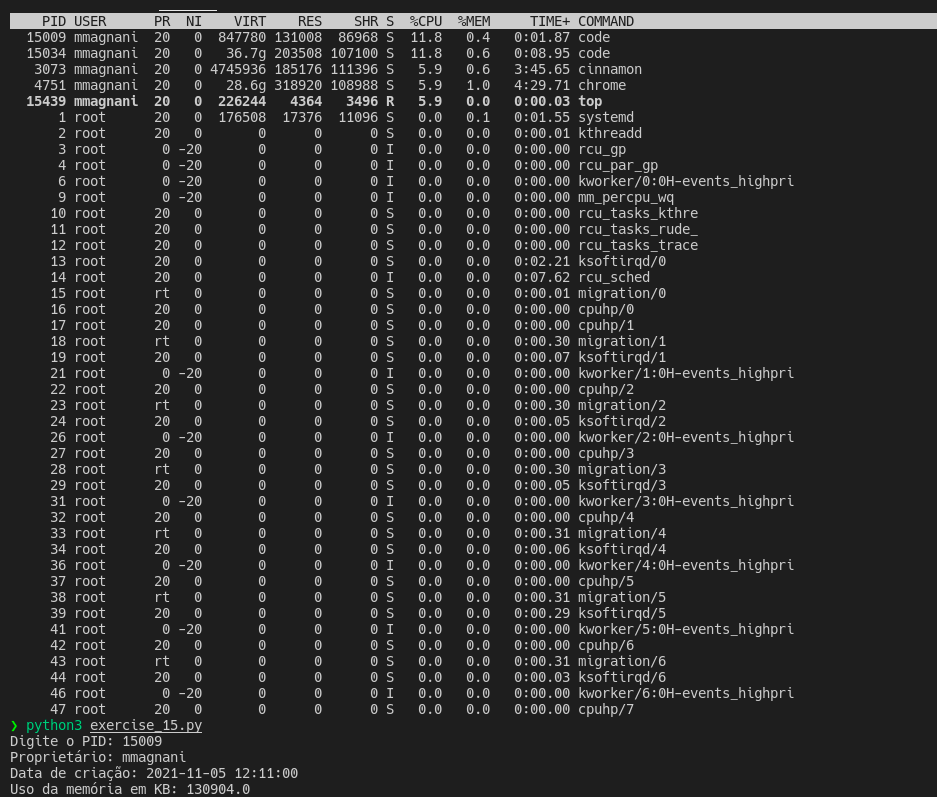 PID USER PR NI VIRT RES SHR S %CPU %MEM TIME+ COMMAND
15009 mmagnani 20 0 847780 131008 86968 S 11.8 0.4 0:01.87 code
15034 mmagnani 20 0 36.7g 203508 107100 S 11.8 0.6 0:08.95 code
3073 mmagnani 20 0 4745936 185176 111396 S 5.9 0.6 3:45.65 cinnamon
4751 mmagnani 20 0 28.6g 318920 108988 S 5.9 1.0 4:29.71 chrome
15439 mmagnani 20 0 226244 4364 3496 R 5.9 0.0 0:00.03 top
1 root 20 0 176508 17376 11096 S 0.0 0.1 0:01.55 systemd
2 root 20 0 0 0 0 S 0.0 0.0 0:00.01 kthreadd
3 root 0 -20 0 0 0 I 0.0 0.0 0:00.00 rcu_gp
4 root 0 -20 0 0 0 I 0.0 0.0 0:00.00 rcu_par_gp
6 root 0 -20 0 0 0 I 0.0 0.0 0:00.00 kworker/0:0H-events_highpri
9 root 0 -20 0 0 0 I 0.0 0.0 0:00.00 mm_percpu_wq
10 root 20 0 0 0 0 S 0.0 0.0 0:00.00 rcu_tasks_kthre
11 root 20 0 0 0 0 S 0.0 0.0 0:00.00 rcu_tasks_rude_
12 root 20 0 0 0 0 S 0.0 0.0 0:00.00 rcu_tasks_trace
13 root 20 0 0 0 0 S 0.0 0.0 0:02.21 ksoftirqd/0
14 root 20 0 0 0 0 I 0.0 0.0 0:07.62 rcu_sched
15 root rt 0 0 0 0 S 0.0 0.0 0:00.01 migration/0
16 root 20 0 0 0 0 S 0.0 0.0 0:00.00 cpuhp/0
17 root 20 0 0 0 0 S 0.0 0.0 0:00.00 cpuhp/1
18 root rt 0 0 0 0 S 0.0 0.0 0:00.30 migration/1
19 root 20 0 0 0 0 S 0.0 0.0 0:00.07 ksoftirqd/1
21 root 0 -20 0 0 0 I 0.0 0.0 0:00.00 kworker/1:0H-events_highpri
22 root 20 0 0 0 0 S 0.0 0.0 0:00.00 cpuhp/2
23 root rt 0 0 0 0 S 0.0 0.0 0:00.30 migration/2
24 root 20 0 0 0 0 S 0.0 0.0 0:00.05 ksoftirqd/2
26 root 0 -20 0 0 0 I 0.0 0.0 0:00.00 kworker/2:0H-events_highpri
27 root 20 0 0 0 0 S 0.0 0.0 0:00.00 cpuhp/3
28 root rt 0 0 0 0 S 0.0 0.0 0:00.30 migration/3
29 root 20 0 0 0 0 S 0.0 0.0 0:00.05 ksoftirqd/3
31 root 0 -20 0 0 0 I 0.0 0.0 0:00.00 kworker/3:0H-events_highpri
32 root 20 0 0 0 0 S 0.0 0.0 0:00.00 cpuhp/4
33 root rt 0 0 0 0 S 0.0 0.0 0:00.31 migration/4
34 root 20 0 0 0 0 S 0.0 0.0 0:00.06 ksoftirqd/4
36 root 0 -20 0 0 0 I 0.0 0.0 0:00.00 kworker/4:0H-events_highpri
37 root 20 0 0 0 0 S 0.0 0.0 0:00.00 cpuhp/5
38 root rt 0 0 0 0 S 0.0 0.0 0:00.31 migration/5
39 root 20 0 0 0 0 S 0.0 0.0 0:00.29 ksoftirqd/5
41 root 0 -20 0 0 0 I 0.0 0.0 0:00.00 kworker/5:0H-events_highpri
42 root 20 0 0 0 0 S 0.0 0.0 0:00.00 cpuhp/6
43 root rt 0 0 0 0 S 0.0 0.0 0:00.31 migration/6
44 root 20 0 0 0 0 S 0.0 0.0 0:00.03 ksoftirqd/6
46 root 0 -20 0 0 0 I 0.0 0.0 0:00.00 kworker/6:0H-events_highpri
47 root 20 0 0 0 0 S 0.0 0.0 0:00.00 cpuhp/7
❯ python3 exercise_15.py
Digite o PID: 15009
Proprietário: mmagnani
Data de criação: 2021-11-05 12:11:00
Uso da memória em KB: 130904.0